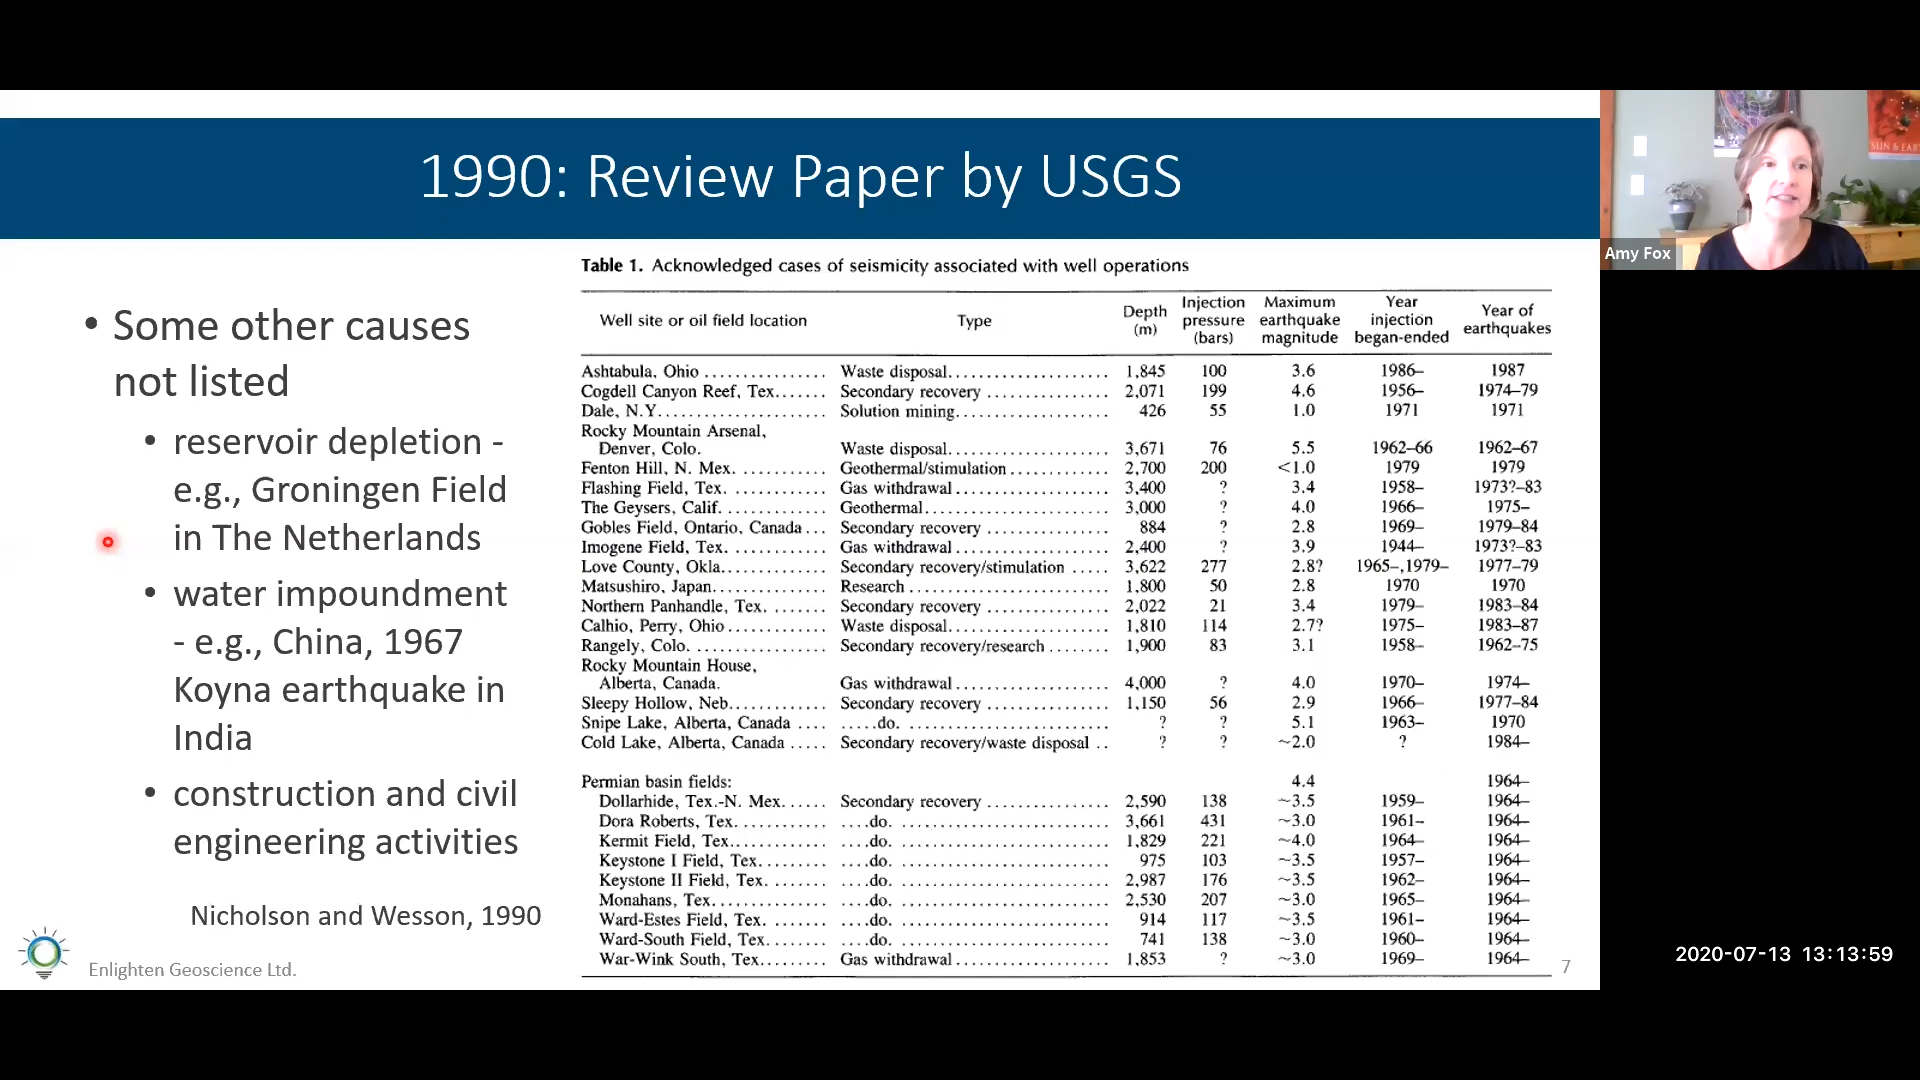 1990: Review Paper by USGS
• Some other causes
not listed
• reservoir depletion -
e.g., Groningen Field
in The Netherlands
• water impoundment
- e.g., China, 1967
Koyna earthquake in
India
• construction and civil
engineering activities
Nicholson and Wesson, 1990
Enlighten Geoscience Ltd.
Table 1. Acknowledged cases of seismicity associated with well operations
Well site or oil field location Type Depth (m) Injection pressure (bars) Maximum earthquake magnitude Year injection began-ended Year of earthquakes
Ashtabula, Ohio ................ Waste disposal..................... 1,845 100 3.6 1986– 1987
Cogdell Canyon Reef, Tex....... Secondary recovery ................ 2,071 199 4.6 1956– 1974–79
Dale, N.Y....................... Solution mining.................... 426 55 1.0 1971 1971
Rocky Mountain Arsenal,
Denver, Colo. Waste disposal..................... 3,671 76 5.5 1962–66 1962–67
Fenton Hill, N. Mex. ........... Geothermal/stimulation ............. 2,700 200 <1.0 1979 1979
Flashing Field, Tex. ............ Gas withdrawal..................... 3,400 ? 3.4 1958– 1973?–83
The Geysers, Calif. ............. Geothermal......................... 3,000 ? 4.0 1966– 1975–
Gobles Field, Ontario, Canada ... Secondary recovery ................ 884 ? 2.8 1969– 1979–84
Imogene Field, Tex. ............ Gas withdrawal..................... 2,400 ? 3.9 1944– 1973?–83
Love County, Okla.............. Secondary recovery/stimulation ..... 3,622 277 2.8? 1965–,1979– 1977–79
Matsushiro, Japan............... Research .......................... 1,800 50 2.8 1970 1970
Northern Panhandle, Tex. ....... Secondary recovery ................ 2,022 21 3.4 1979– 1983–84
Calhio, Perry, Ohio ............. Waste disposal..................... 1,810 114 2.7? 1975– 1983–87
Rangely, Colo. ................. Secondary recovery/research ........ 1,900 83 3.1 1958– 1962–75
Rocky Mountain House,
Alberta, Canada. Gas withdrawal..................... 4,000 ? 4.0 1970– 1974–
Sleepy Hollow, Neb............. Secondary recovery ................ 1,150 56 2.9 1966– 1977–84
Snipe Lake, Alberta, Canada .... .....do. .......................... ? ? 5.1 1963– 1970
Cold Lake, Alberta, Canada ..... Secondary recovery/waste disposal .. ? ? ~2.0 ? 1984–
Permian basin fields: 4.4 1964–
Dollarhide, Tex.-N. Mex...... Secondary recovery ................ 2,590 138 ~3.5 1959– 1964–
Dora Roberts, Tex............. ....do. ........................... 3,661 431 ~3.0 1961– 1964–
Kermit Field, Tex............. ....do. ........................... 1,829 221 ~4.0 1964– 1964–
Keystone I Field, Tex......... ....do. ........................... 975 103 ~3.5 1957– 1964–
Keystone II Field, Tex. ....... ....do. ........................... 2,987 176 ~3.5 1962– 1964–
Monahans, Tex............... ....do. ........................... 2,530 207 ~3.0 1965– 1964–
Ward-Estes Field, Tex. ....... ....do. ........................... 914 117 ~3.5 1961– 1964–
Ward-South Field, Tex........ ....do. ........................... 741 138 ~3.0 1960– 1964–
War-Wink South, Tex......... Gas withdrawal..................... 1,853 ? ~3.0 1969– 1964–
7
SUN & EAR
Amy Fox
2020-07-13 13:13:59